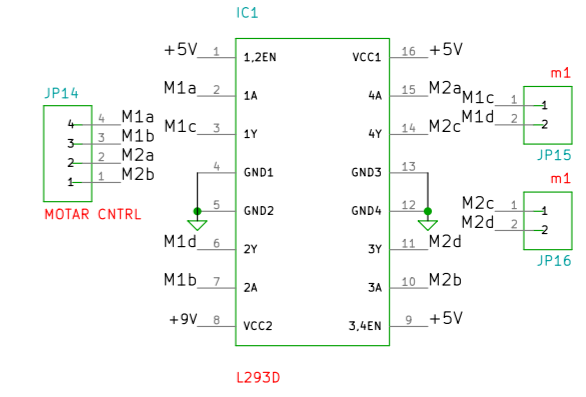 IC1
+5V 1 1,2EN VCC1 16 +5V
M1a 2 1A 4A 15 M2a
M1c 3 1Y 4Y 14 M2c
4 GND1 GND3 13
5 GND2 GND4 12
M1d 6 2Y 3Y 11 M2d
M1b 7 2A 3A 10 M2b
+9V 8 VCC2 3,4EN 9 +5V
L293D
JP14
4 4 M1a
3 3 M1b
2 2 M2a
1 1 M2b
MOTAR CNTRL
m1
M1c 1 1
M1d 2 2
JP15
m1
M2c 1 1
M2d 2 2
JP16